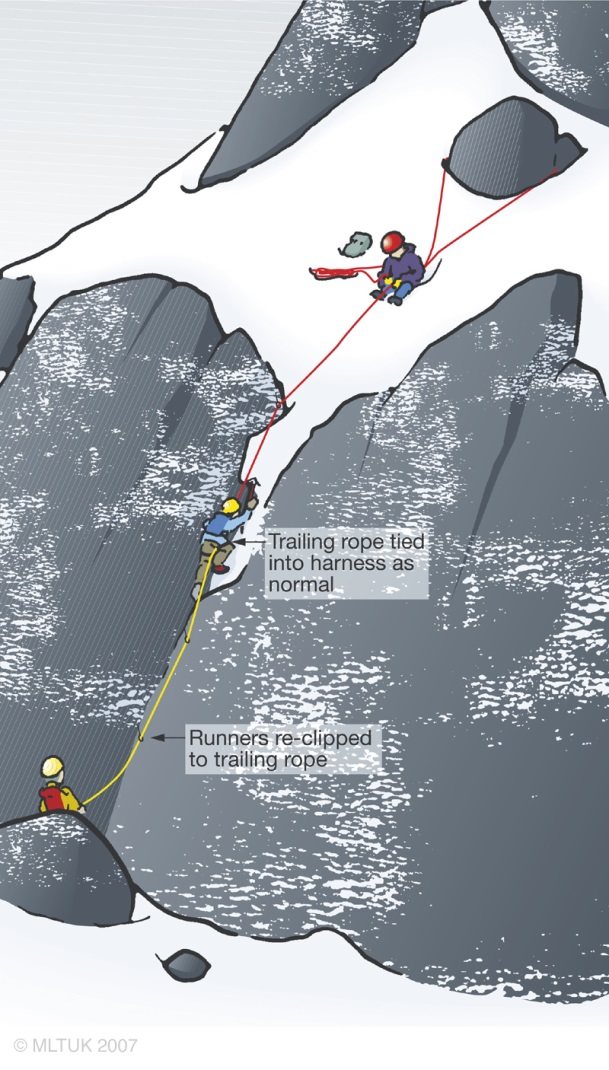 Trailing rope tied
into harness as
normal
Runners re-clipped
to trailing rope
© MLTUK 2007